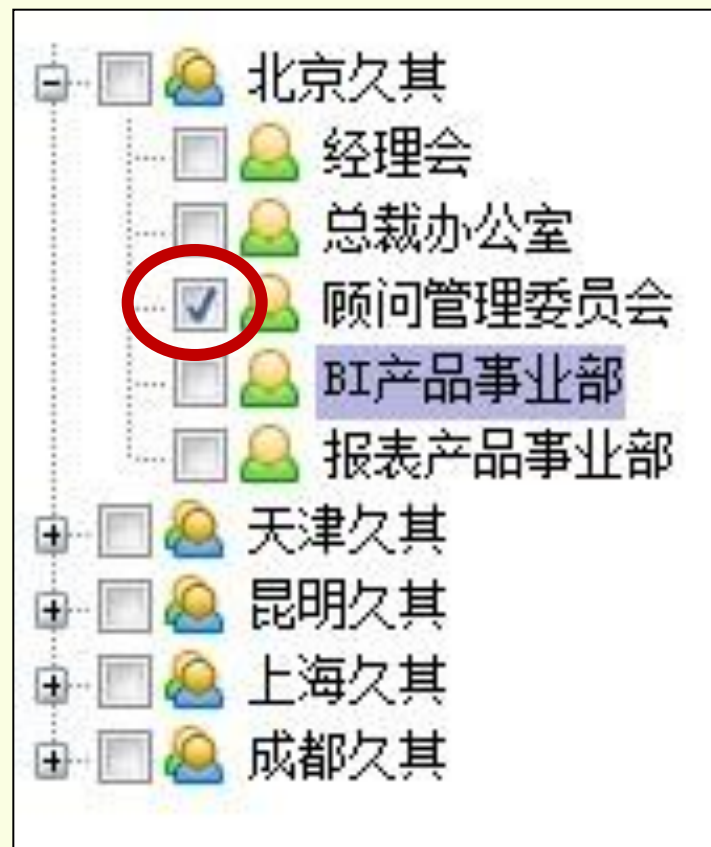 北京久其
经理会
总裁办公室
顾问管理委员会
BI产品事业部
报表产品事业部
天津久其
昆明久其
上海久其
成都久其